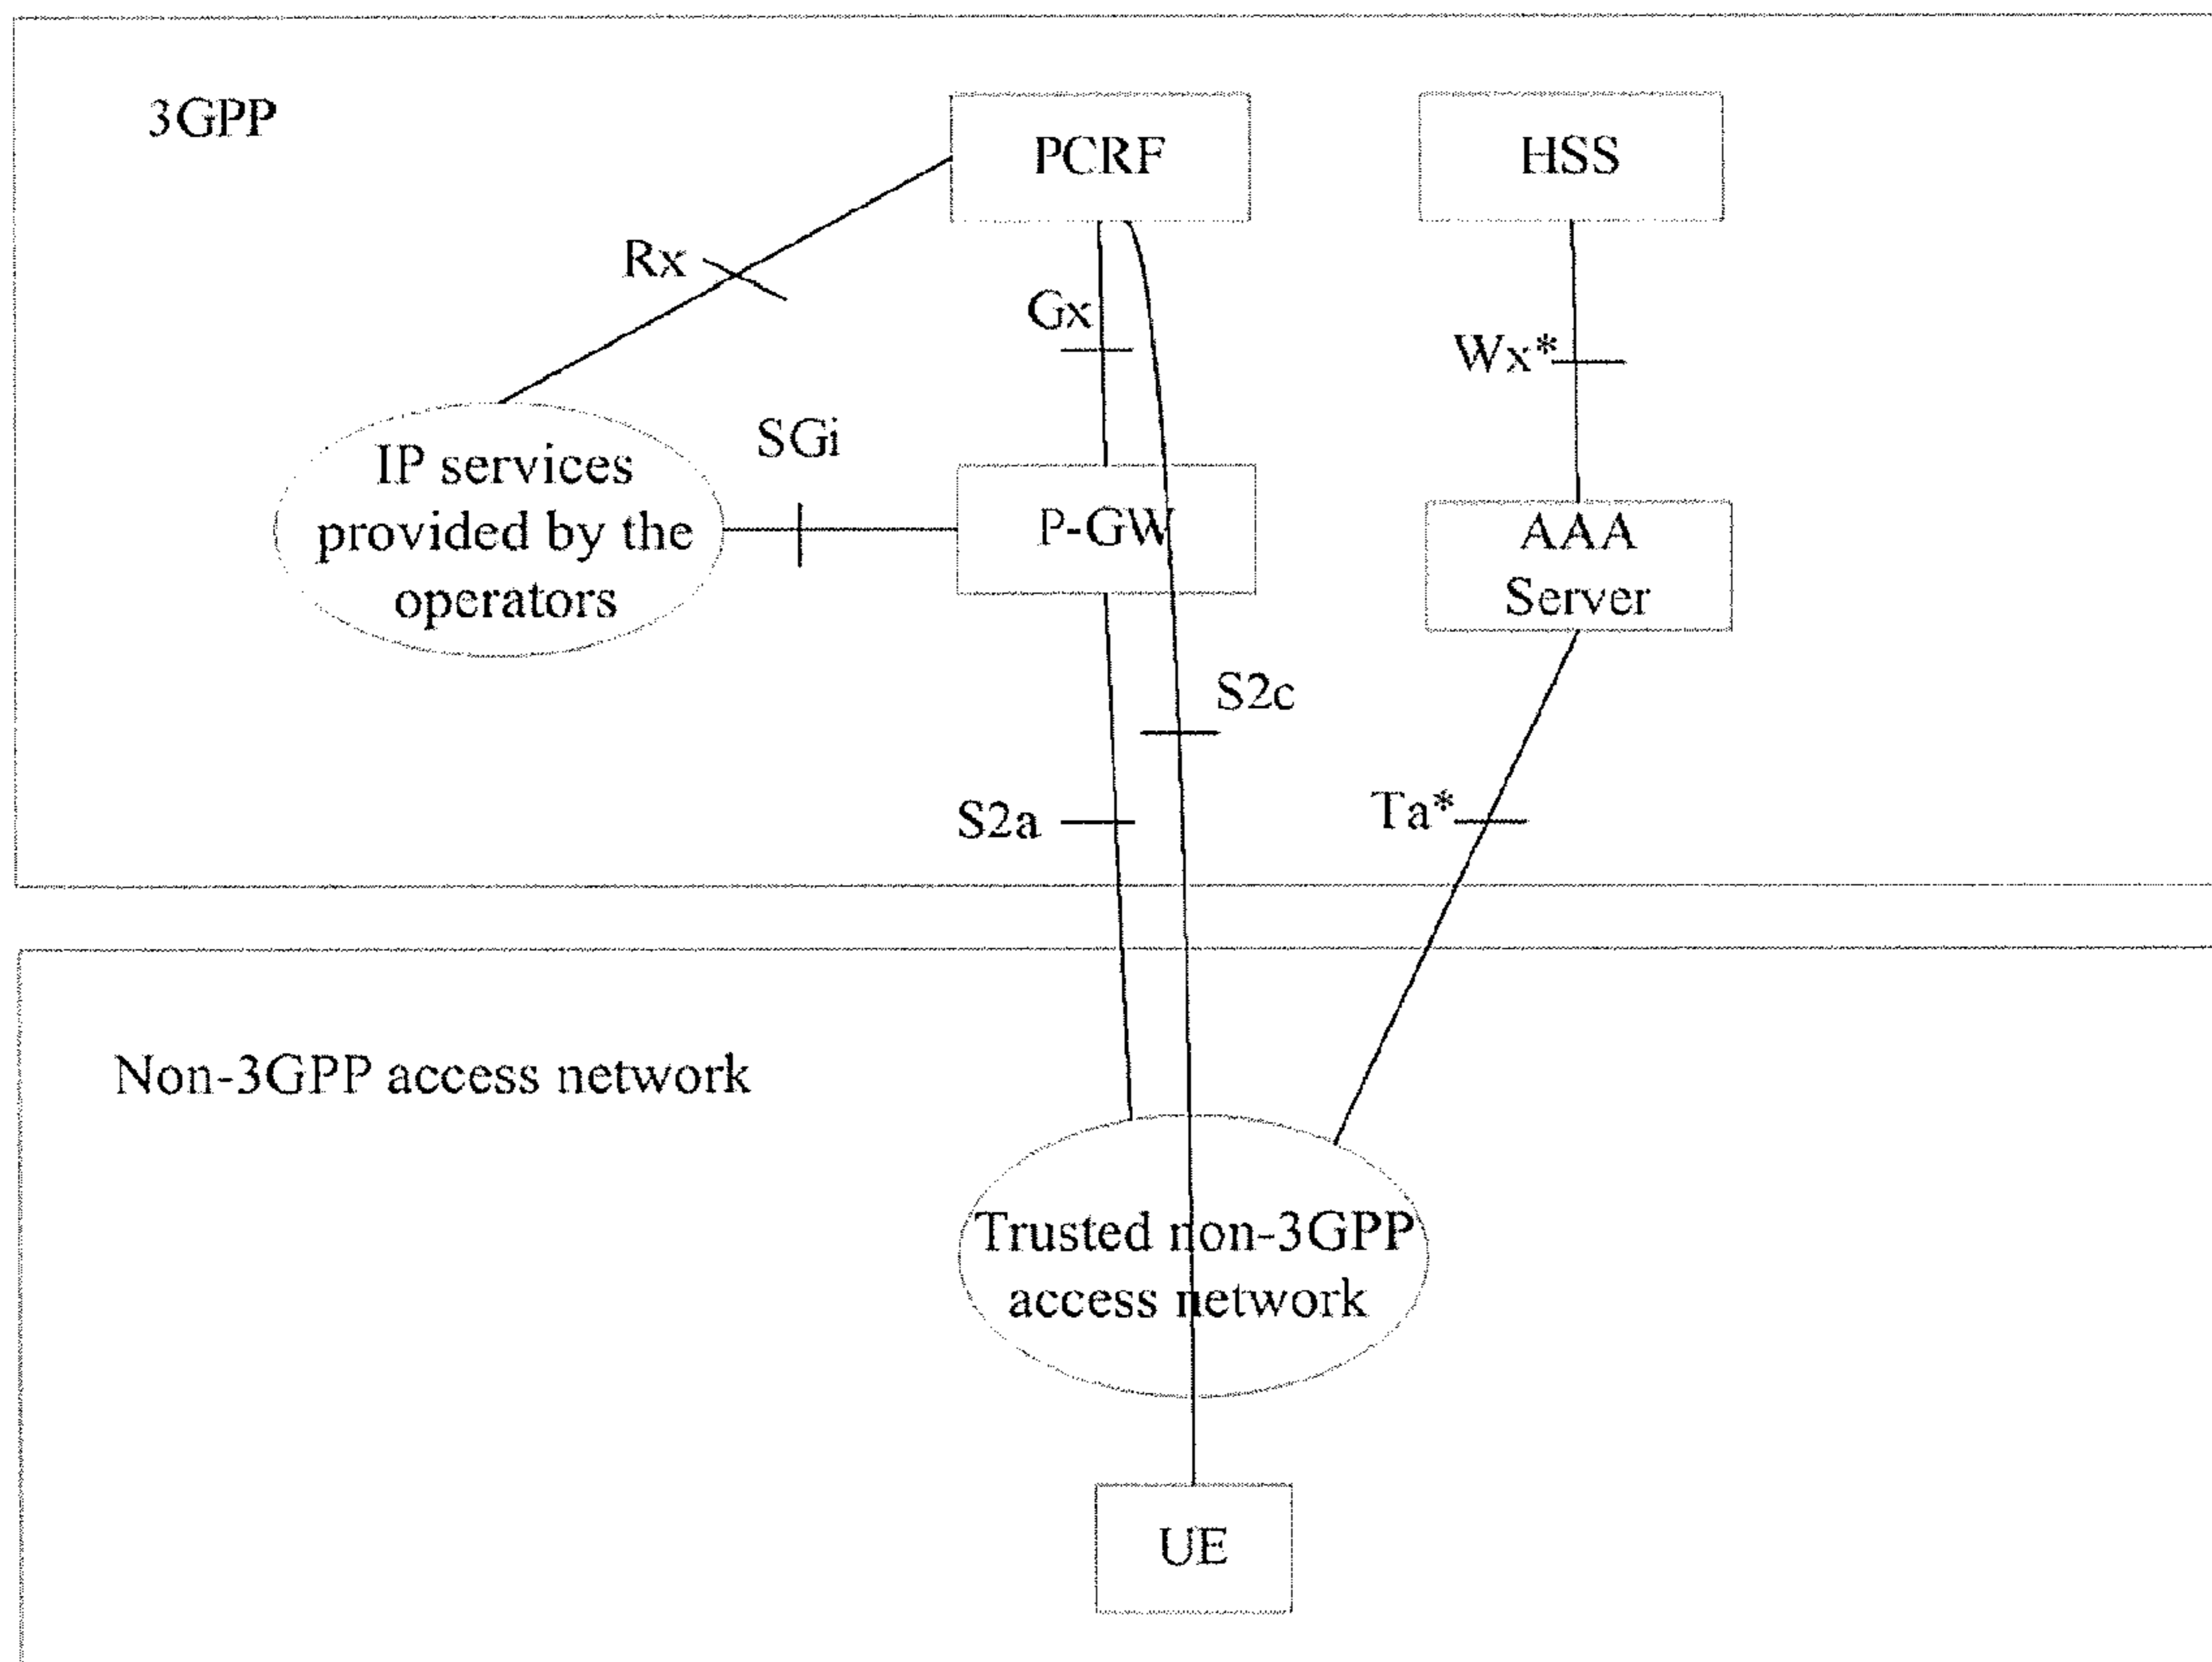 3GPP
PCRF
HSS
Rx
Gx
Wx*
SGi
IP services
provided by the
operators
P-GW
AAA
Server
S2c
S2a
Ta*
Non-3GPP access network
Trusted non-3GPP
access network
UE